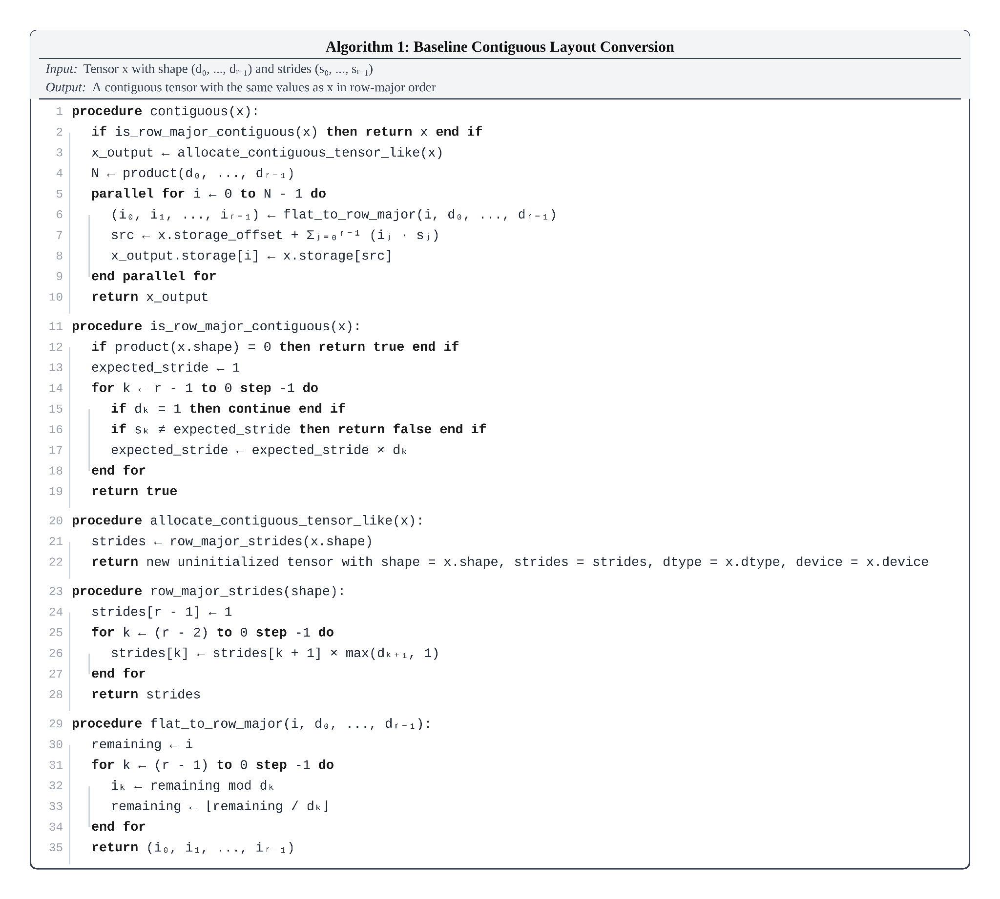 Algorithm 1: Baseline Contiguous Layout Conversion
Input: Tensor x with shape (d₀, ..., dᵣ₋₁) and strides (s₀, ..., sᵣ₋₁)
Output: A contiguous tensor with the same values as x in row-major order
1 procedure contiguous(x):
2 if is_row_major_contiguous(x) then return x end if
3 x_output ← allocate_contiguous_tensor_like(x)
4 N ← product(d₀, ..., dᵣ₋₁)
5 parallel for i ← 0 to N - 1 do
6 (i₀, i₁, ..., iᵣ₋₁) ← flat_to_row_major(i, d₀, ..., dᵣ₋₁)
7 src ← x.storage_offset + Σⱼ₌₀ʳ⁻¹ (iⱼ · sⱼ)
8 x_output.storage[i] ← x.storage[src]
9 end parallel for
10 return x_output
11 procedure is_row_major_contiguous(x):
12 if product(x.shape) = 0 then return true end if
13 expected_stride ← 1
14 for k ← r - 1 to 0 step -1 do
15 if dₖ = 1 then continue end if
16 if sₖ ≠ expected_stride then return false end if
17 expected_stride ← expected_stride × dₖ
18 end for
19 return true
20 procedure allocate_contiguous_tensor_like(x):
21 strides ← row_major_strides(x.shape)
22 return new uninitialized tensor with shape = x.shape, strides = strides, dtype = x.dtype, device = x.device
23 procedure row_major_strides(shape):
24 strides[r - 1] ← 1
25 for k ← (r - 2) to 0 step -1 do
26 strides[k] ← strides[k + 1] × max(dₖ₊₁, 1)
27 end for
28 return strides
29 procedure flat_to_row_major(i, d₀, ..., dᵣ₋₁):
30 remaining ← i
31 for k ← (r - 1) to 0 step -1 do
32 iₖ ← remaining mod dₖ
33 remaining ← ⌊remaining / dₖ⌋
34 end for
35 return (i₀, i₁, ..., iᵣ₋₁)